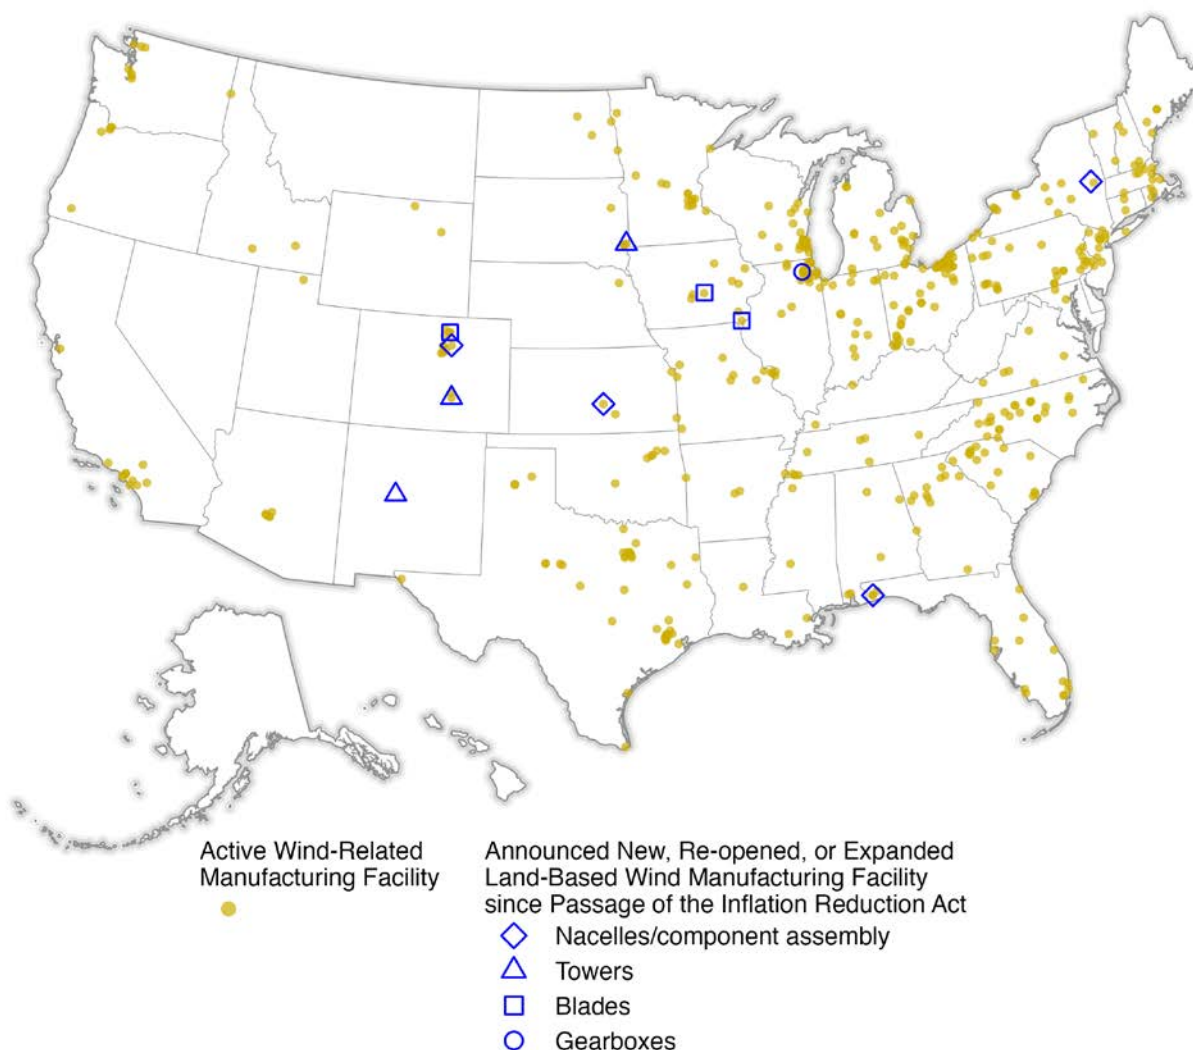 Active Wind-Related
Manufacturing Facility
Announced New, Re-opened, or Expanded
Land-Based Wind Manufacturing Facility
since Passage of the Inflation Reduction Act
Nacelles/component assembly
Towers
Blades
Gearboxes